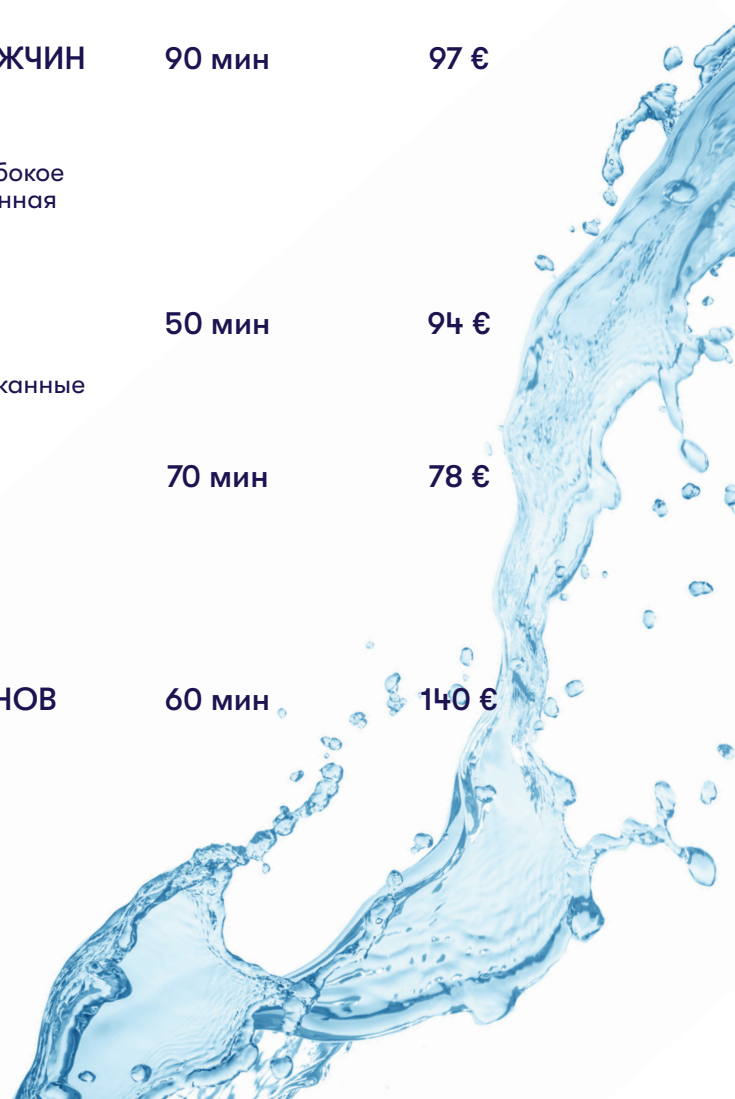 ЖЧИН 90 мин 97 €
бокое
нная
50 мин 94 €
канные
70 мин 78 €
НОВ 60 мин 140 €